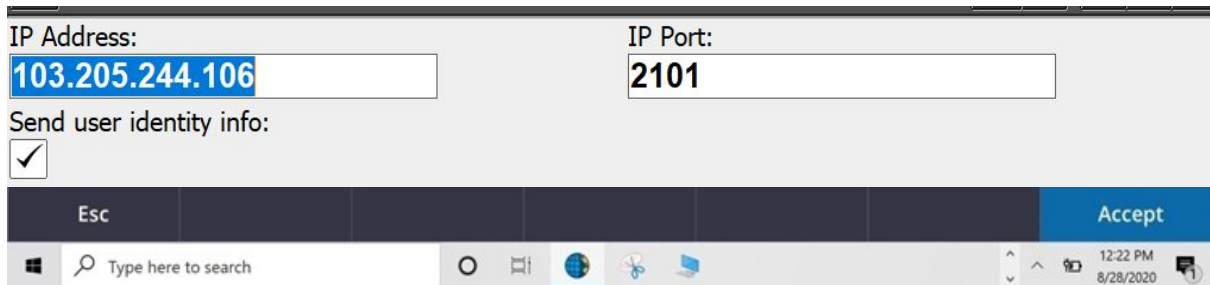 IP Address:
IP Port:
103.205.244.106
2101
Send user identity info:
Esc
Accept
Type here to search
12:22 PM
8/28/2020
1